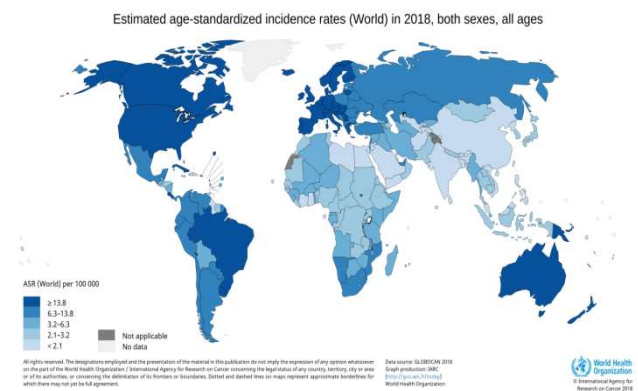 Estimated age-standardized incidence rates (World) in 2018, both sexes, all ages
ASR (World) per 100 000
≥ 13.8
6.3–13.8
3.2–6.3
2.1–3.2
< 2.1
Not applicable
No data
All rights reserved. The designations employed and the presentation of the material in this publication do not imply the expression of any opinion whatsoever
on the part of the World Health Organization / International Agency for Research on Cancer concerning the legal status of any country, territory, city or area
or of its authorities, or concerning the delimitation of its frontiers or boundaries. Dotted and dashed lines on maps represent approximate borderlines for
which there may not yet be full agreement.
Data source: GLOBOCAN 2018
Graph production: IARC
(http://gco.iarc.fr/today)
World Health Organization
World Health
Organization
© International Agency for
Research on Cancer 2018